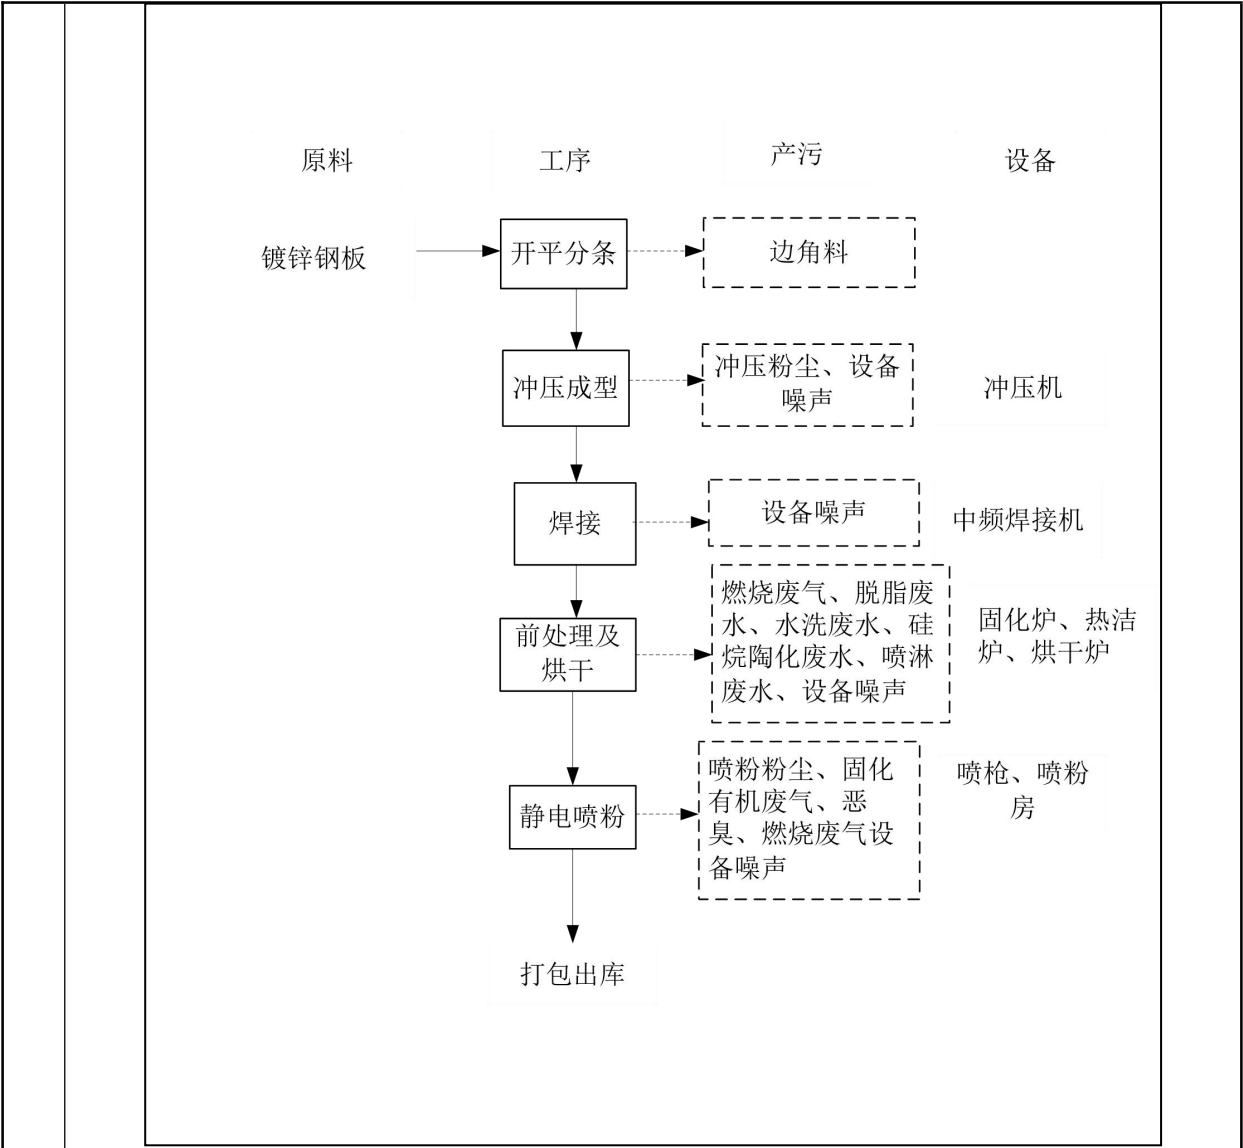 原料
工序
产污
设备
镀锌钢板
开平分条
边角料
冲压成型
冲压粉尘、设备
噪声
冲压机
焊接
设备噪声
中频焊接机
前处理及
烘干
燃烧废气、脱脂废
水、水洗废水、硅
烷陶化废水、喷淋
废水、设备噪声
固化炉、热洁
炉、烘干炉
静电喷粉
喷粉粉尘、固化
有机废气、恶
臭、燃烧废气设
备噪声
喷枪、喷粉
房
打包出库